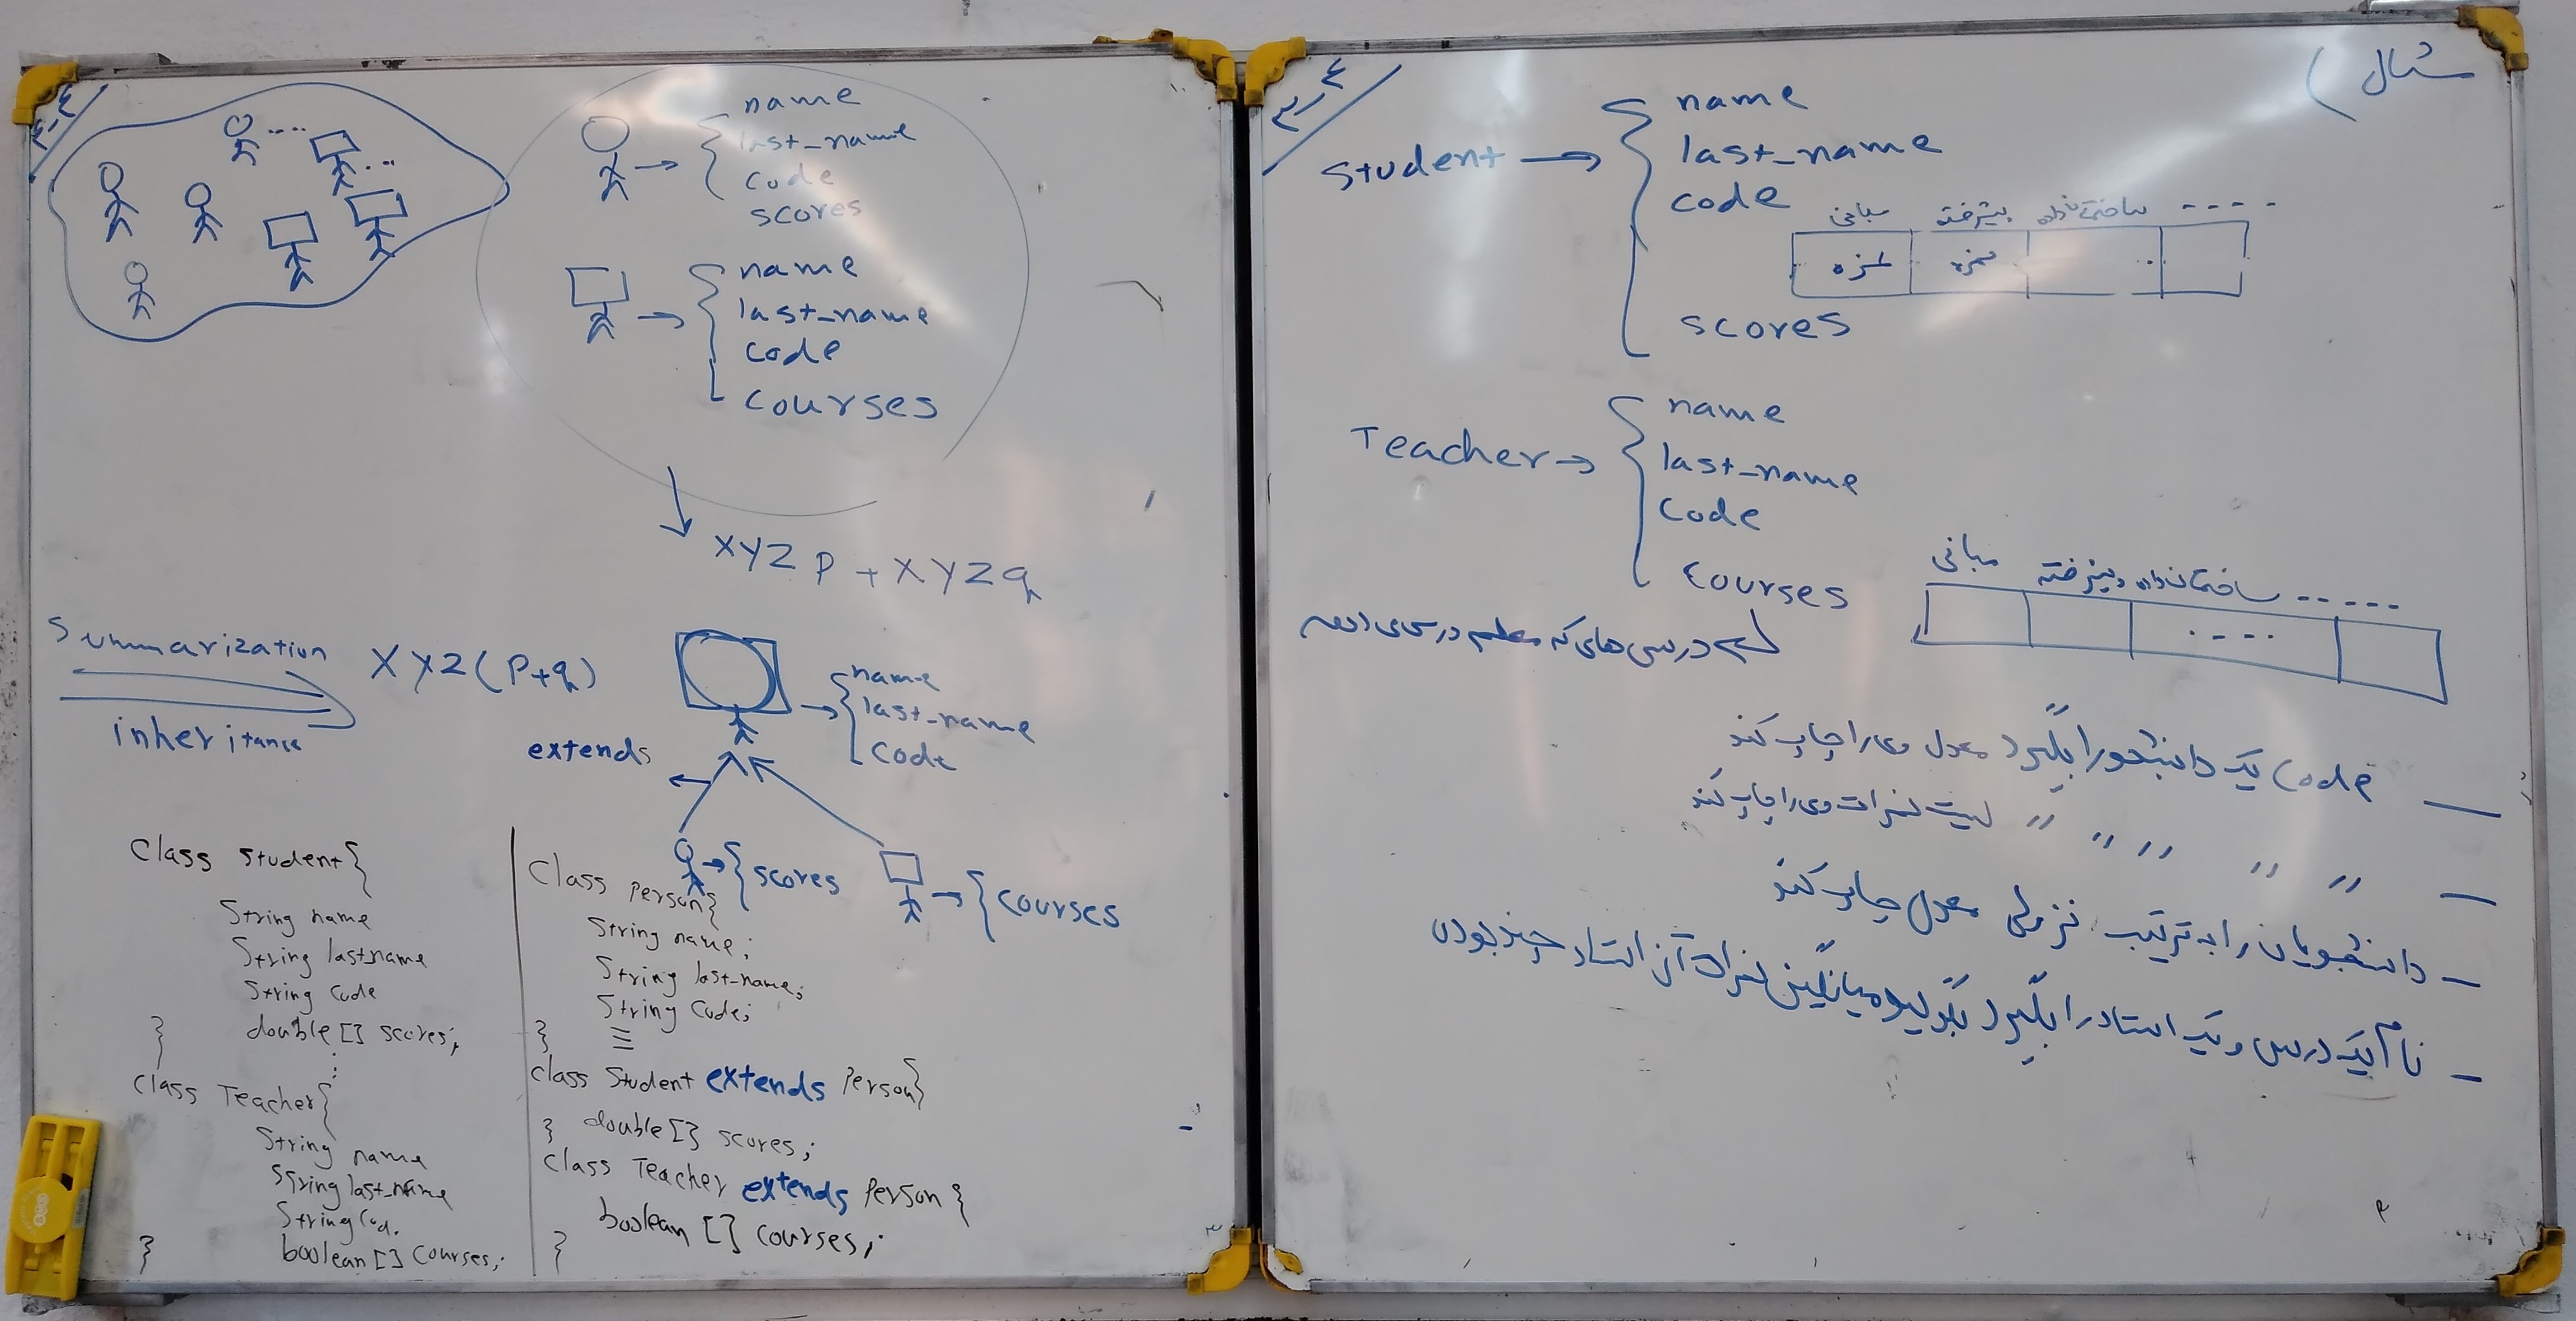 مثال )
۳-۴
Student → { name
last_name
code
مبانی پیشرفته ساختمان داده ----
نمره نمره
scores
Teacher → { name
last_name
code
courses
مبانی پیشرفته ساختمان داده -----
درس های که معلم درس می دهد
— code یک دانشجو را بگیرد معدل وی را چاپ کند
— " " " " " لیست نمرات وی را چاپ کند
— دانشجویان را به ترتیب نزولی معدل چاپ کند
— نام یک درس و یک استاد را بگیرد بگوید میانگین نمرات آن استاد چند بوده
name
last_name
code
scores
name
last_name
code
courses
XYZP + XYZq
Summarization
inheritance
XYZ(P+q)
name
last_name
code
extends
scores
courses
Class Student{
String name
String lastname
String code
double [] scores;
}
Class Teacher{
String name
String last_name
String Cod.
boolean [] courses;
}
Class Person{
String name;
String last_name;
String code;
}
class Student extends Person{
double [] scores;
}
class Teacher extends Person {
boolean [] courses;
}